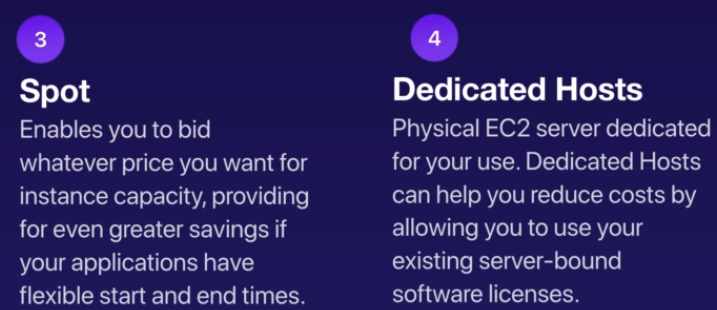 3
Spot
Enables you to bid
whatever price you want for
instance capacity, providing
for even greater savings if
your applications have
flexible start and end times.
4
Dedicated Hosts
Physical EC2 server dedicated
for your use. Dedicated Hosts
can help you reduce costs by
allowing you to use your
existing server-bound
software licenses.